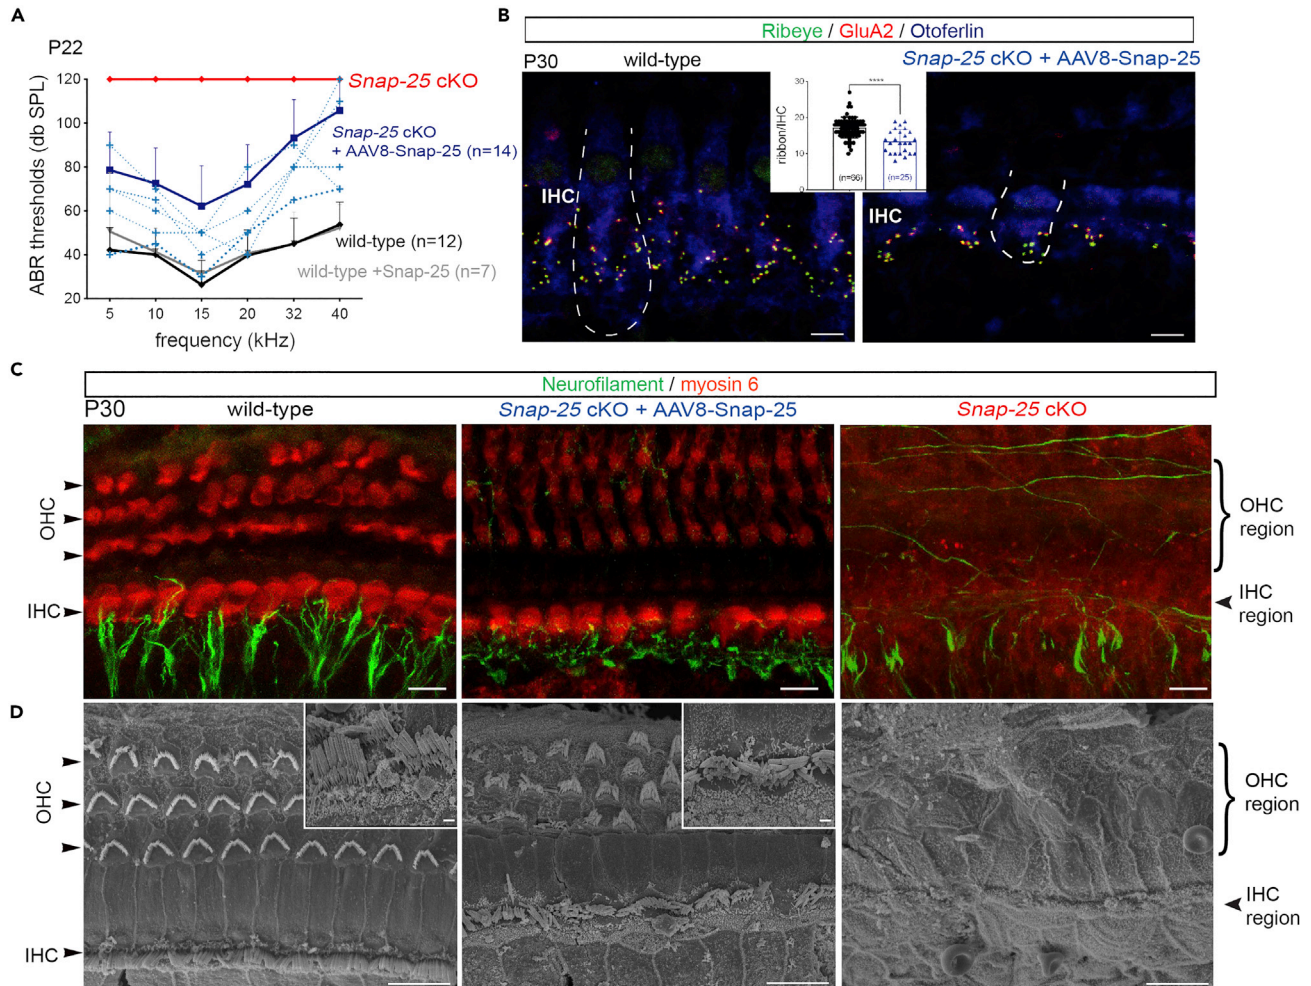 A
P22
ABR thresholds (db SPL)
120
100
80
60
40
20
5 10 15 20 32 40
frequency (kHz)
Snap-25 cKO
Snap-25 cKO
+ AAV8-Snap-25 (n=14)
wild-type (n=12)
wild-type +Snap-25 (n=7)
B
Ribeye / GluA2 / Otoferlin
P30 wild-type
Snap-25 cKO + AAV8-Snap-25
IHC
ribbon/IHC
30
20
10
0
****
(n=66)
(n=25)
IHC
C
Neurofilament / myosin 6
P30 wild-type
Snap-25 cKO + AAV8-Snap-25
Snap-25 cKO
OHC
IHC
OHC
region
IHC
region
D
OHC
IHC
OHC
region
IHC
region